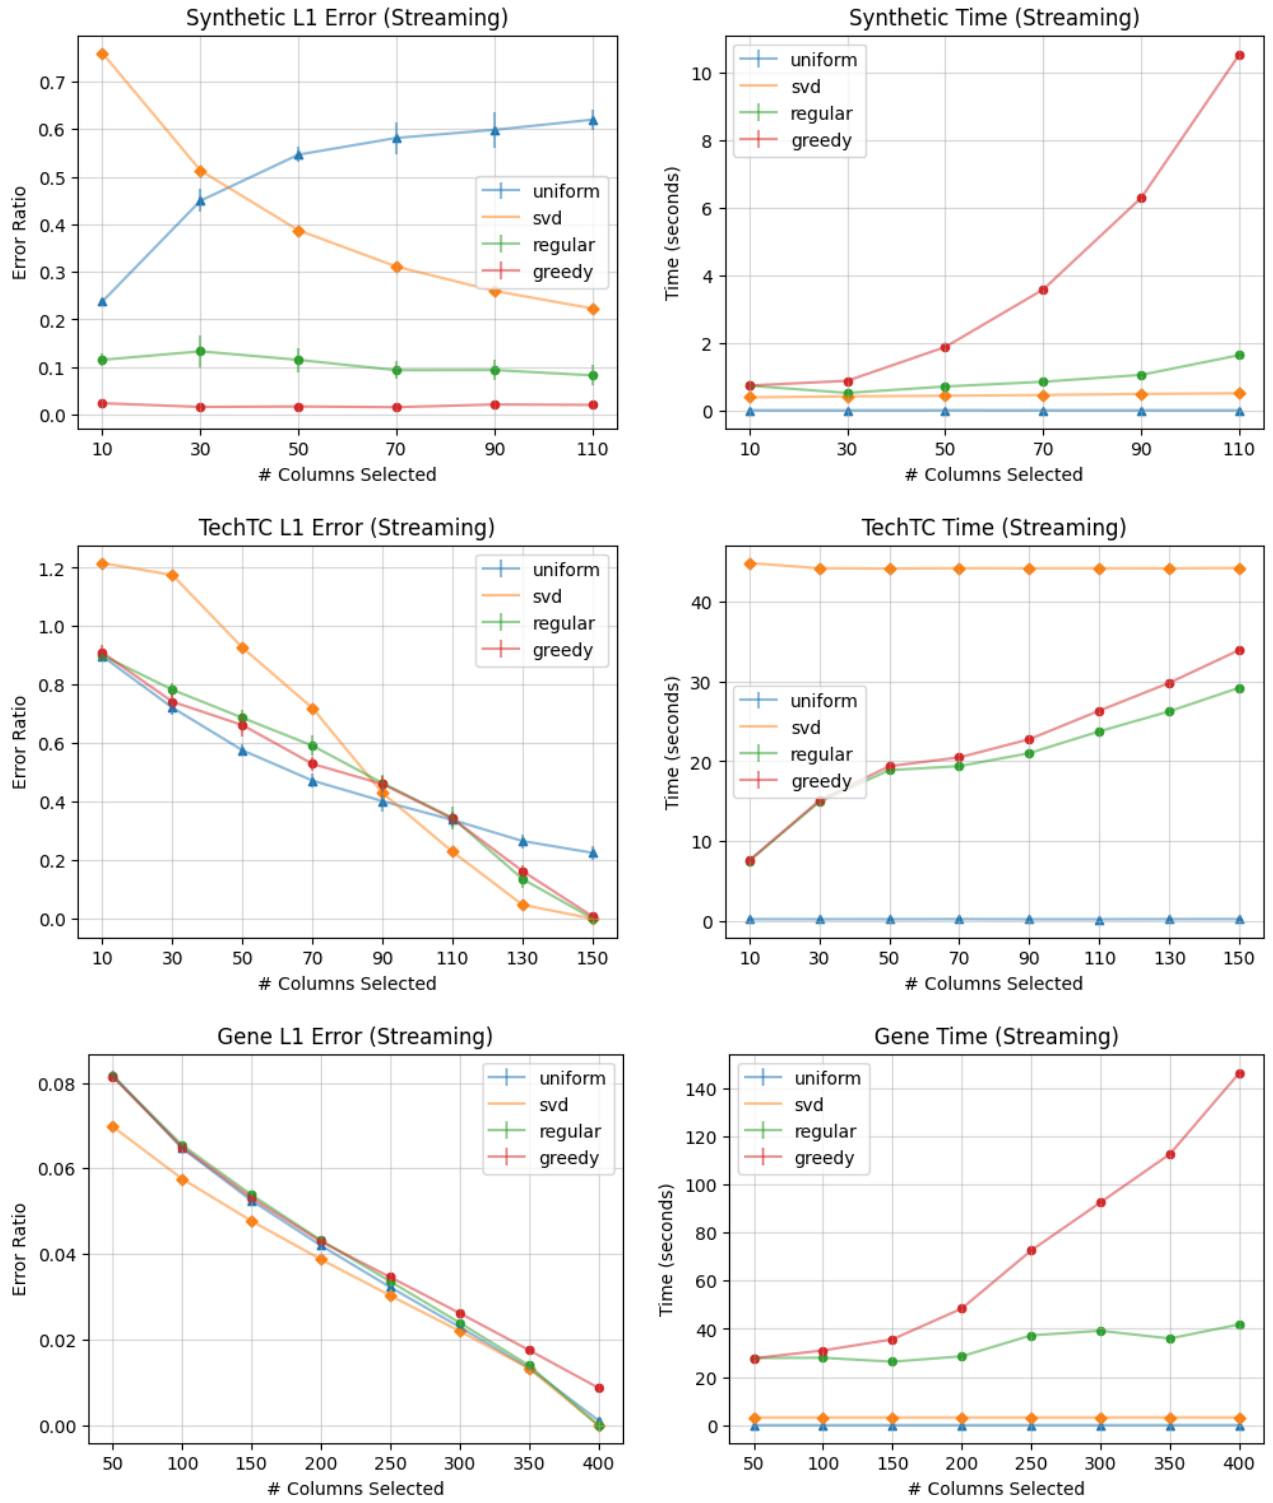 Synthetic L1 Error (Streaming)
Error Ratio
0.7
0.6
0.5
0.4
0.3
0.2
0.1
0.0
uniform
svd
regular
greedy
10 30 50 70 90 110
# Columns Selected
Synthetic Time (Streaming)
Time (seconds)
10
8
6
4
2
0
uniform
svd
regular
greedy
10 30 50 70 90 110
# Columns Selected
TechTC L1 Error (Streaming)
Error Ratio
1.2
1.0
0.8
0.6
0.4
0.2
0.0
uniform
svd
regular
greedy
10 30 50 70 90 110 130 150
# Columns Selected
TechTC Time (Streaming)
Time (seconds)
40
30
20
10
0
uniform
svd
regular
greedy
10 30 50 70 90 110 130 150
# Columns Selected
Gene L1 Error (Streaming)
Error Ratio
0.08
0.06
0.04
0.02
0.00
uniform
svd
regular
greedy
50 100 150 200 250 300 350 400
# Columns Selected
Gene Time (Streaming)
Time (seconds)
140
120
100
80
60
40
20
0
uniform
svd
regular
greedy
50 100 150 200 250 300 350 400
# Columns Selected